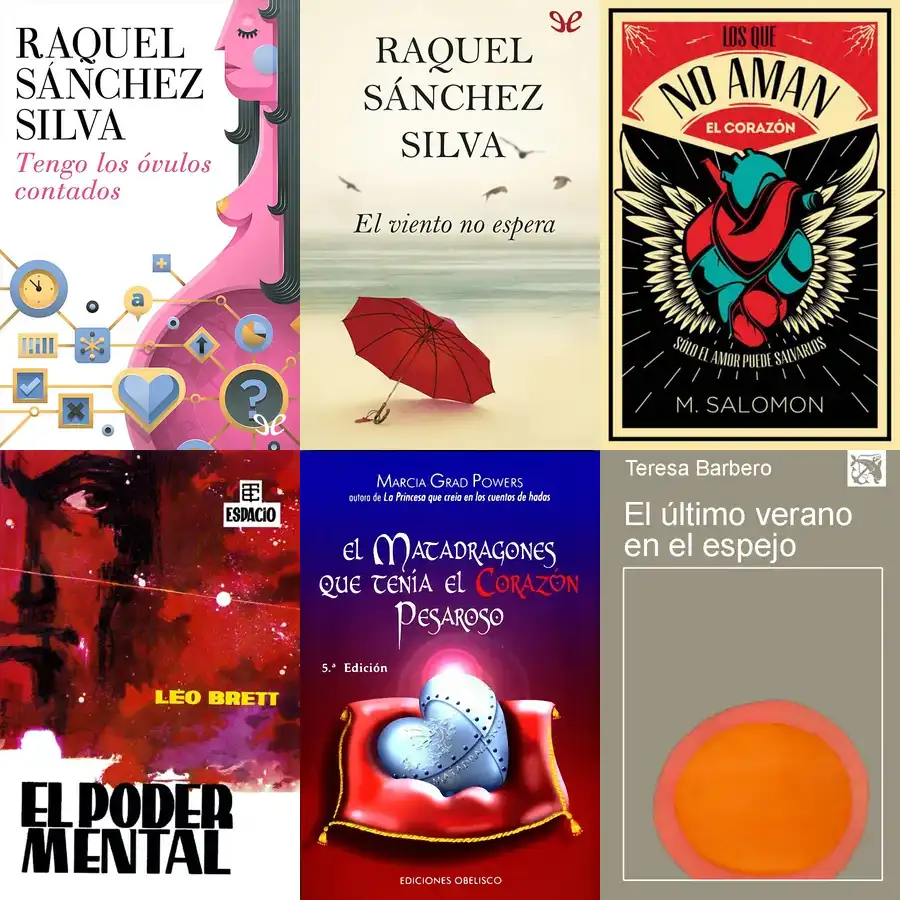 RAQUEL
SÁNCHEZ
SILVA
Tengo los óvulos
contados
a
?
RAQUEL
SÁNCHEZ
SILVA
El viento no espera
LOS QUE
NO AMAN
EL CORAZÓN
SÓLO EL AMOR PUEDE SALVARLOS
M. SALOMON
ESPACIO
LEO BRETT
EL PODER
MENTAL
MARCIA GRAD POWERS
autora de La Princesa que creía en los cuentos de hadas
EL MATADRAGONES
QUE TENÍA EL CORAZÓN
PESAROSO
5.ª Edición
MATADRAG
EDICIONES OBELISCO
Teresa Barbero
El último verano
en el espejo